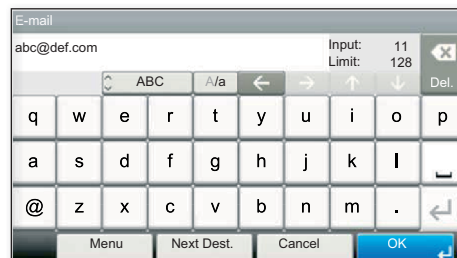 E-mail
abc@def.com Input: 11
Limit: 128
ABC A/a Del.
q w e r t y u i o p
a s d f g h j k l
@ z x c v b n m .
Menu Next Dest. Cancel OK